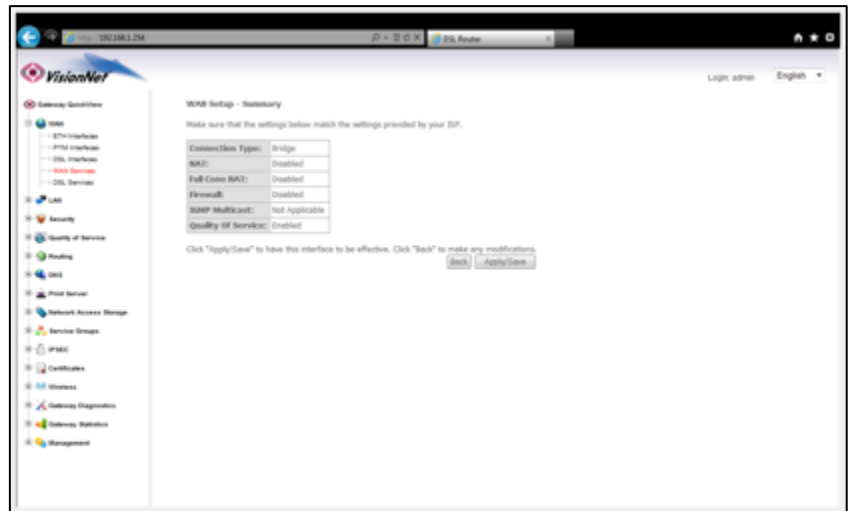 http://192.168.1.254/
DSL Router
VisionNet
Login: admin
English
Gateway QuickView
WAN
ETH Interfaces
PTM Interfaces
DSL Interfaces
WAN Services
DSL Services
LAN
Security
Quality of Service
Routing
DNS
Print Server
Network Access Storage
Service Groups
IPSEC
Certificates
Wireless
Gateway Diagnostics
Gateway Statistics
Management
WAN Setup - Summary
Make sure that the settings below match the settings provided by your ISP.
Connection Type: Bridge
NAT: Disabled
Full Cone NAT: Disabled
Firewall: Disabled
IGMP Multicast: Not Applicable
Quality Of Service: Enabled
Click "Apply/Save" to have this interface to be effective. Click "Back" to make any modifications.
Back Apply/Save